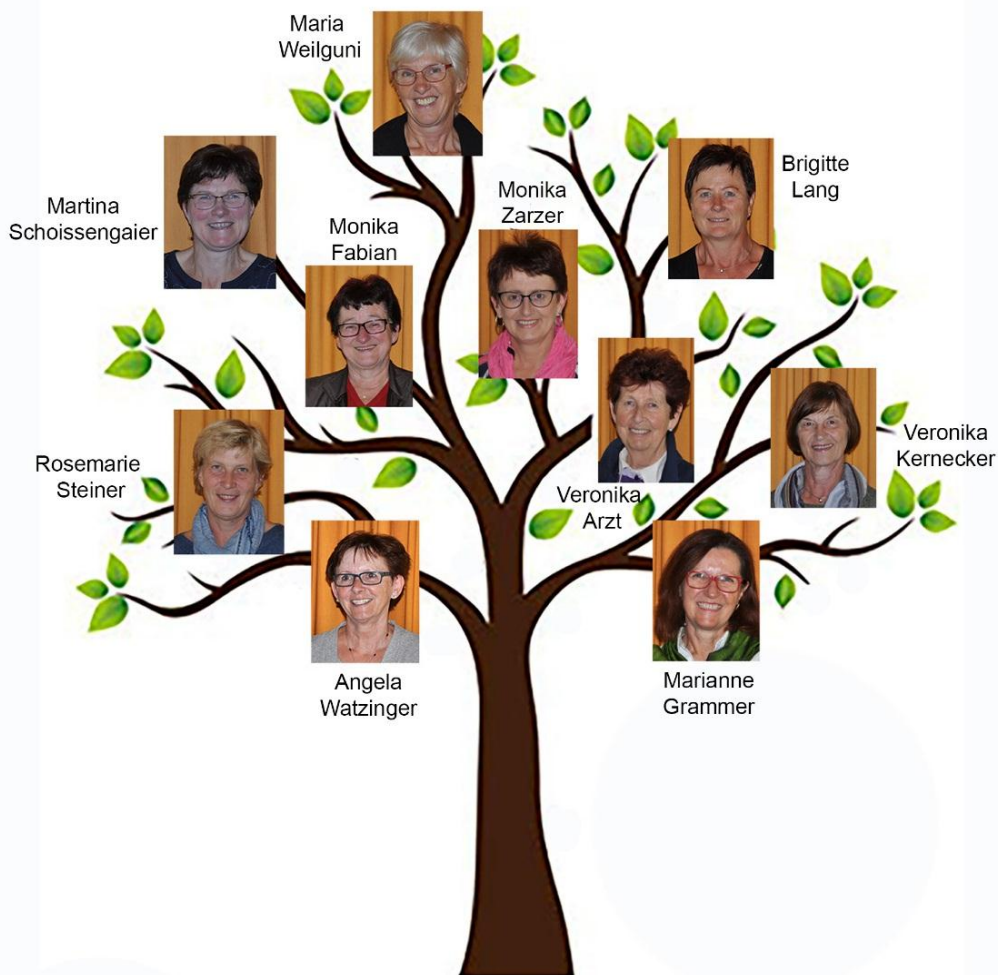 Maria
Weilguni
Martina
Schoissengaier
Monika
Fabian
Monika
Zarzer
Brigitte
Lang
Rosemarie
Steiner
Veronika
Arzt
Veronika
Kernecker
Angela
Watzinger
Marianne
Grammer